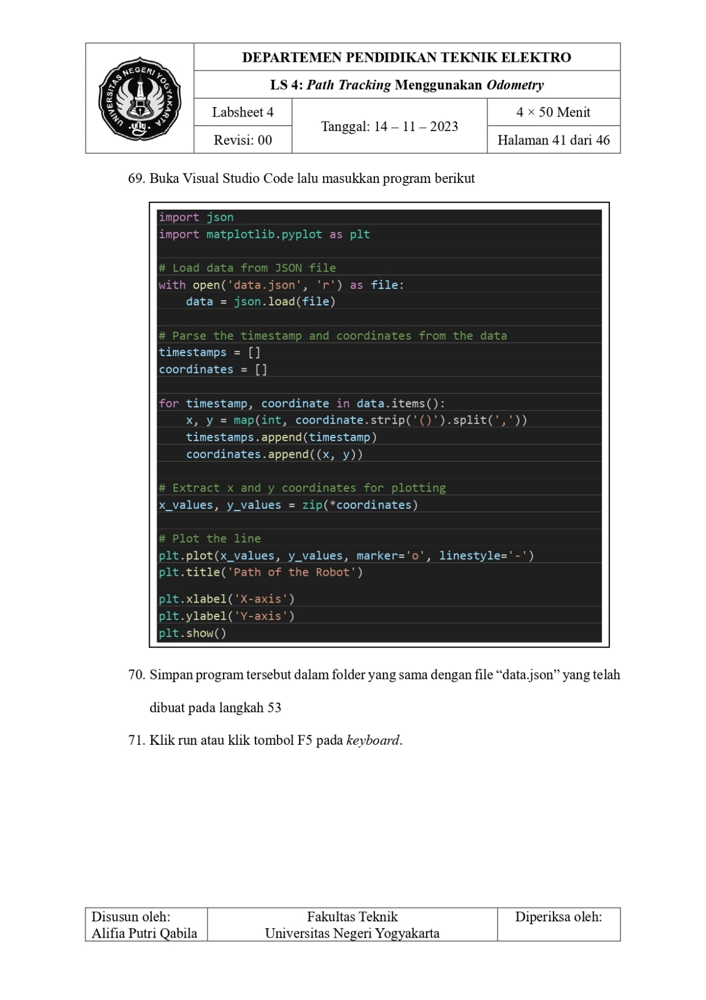 UNIVERSITAS NEGERI YOGYAKARTA
uny
DEPARTEMEN PENDIDIKAN TEKNIK ELEKTRO
LS 4: Path Tracking Menggunakan Odometry
Labsheet 4
Tanggal: 14 – 11 – 2023
4 × 50 Menit
Revisi: 00
Halaman 41 dari 46
69. Buka Visual Studio Code lalu masukkan program berikut
import json
import matplotlib.pyplot as plt
# Load data from JSON file
with open('data.json', 'r') as file:
    data = json.load(file)
# Parse the timestamp and coordinates from the data
timestamps = []
coordinates = []
for timestamp, coordinate in data.items():
    x, y = map(int, coordinate.strip('()').split(','))
    timestamps.append(timestamp)
    coordinates.append((x, y))
# Extract x and y coordinates for plotting
x_values, y_values = zip(*coordinates)
# Plot the line
plt.plot(x_values, y_values, marker='o', linestyle='-')
plt.title('Path of the Robot')
plt.xlabel('X-axis')
plt.ylabel('Y-axis')
plt.show()
70. Simpan program tersebut dalam folder yang sama dengan file “data.json” yang telah
dibuat pada langkah 53
71. Klik run atau klik tombol F5 pada keyboard.
Disusun oleh:
Alifia Putri Qabila
Fakultas Teknik
Universitas Negeri Yogyakarta
Diperiksa oleh: